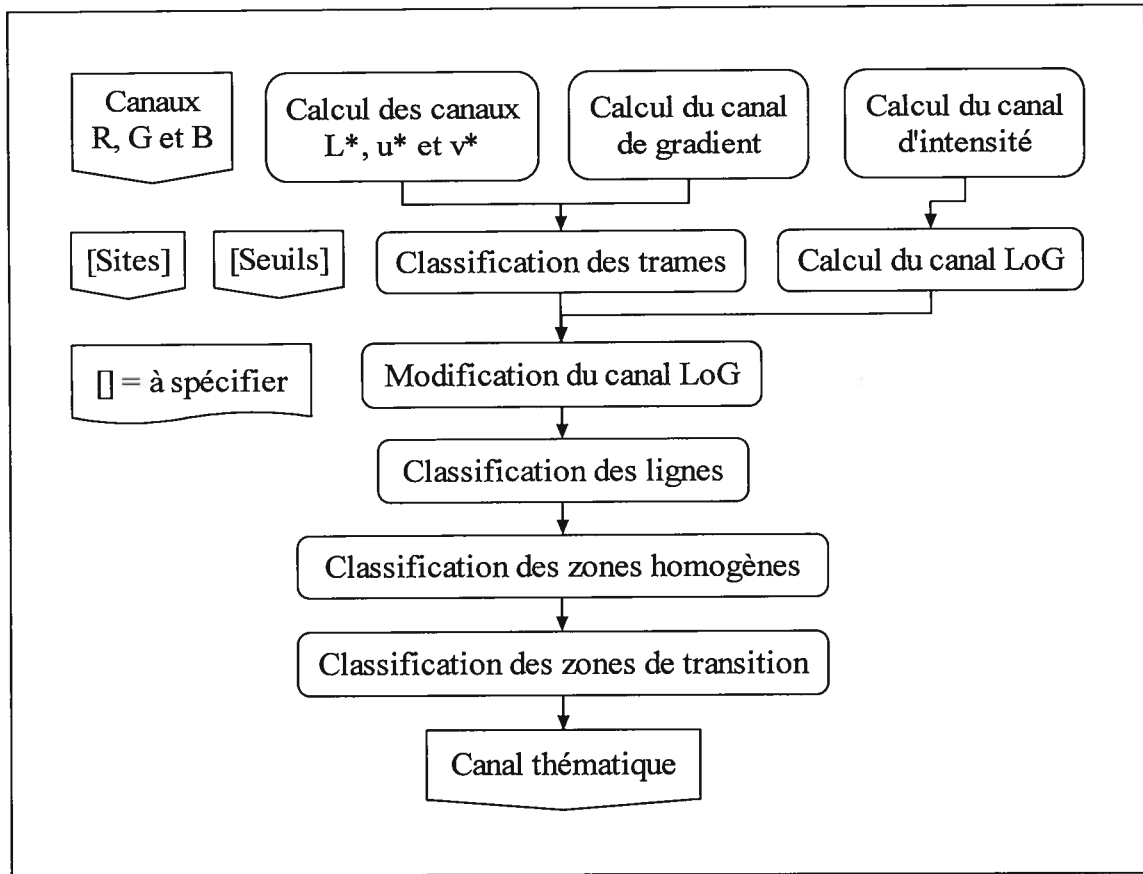 Canaux
R, G et B
Calcul des canaux
L*, u* et v*
Calcul du canal
de gradient
Calcul du canal
d'intensité
[Sites]
[Seuils]
Classification des trames
Calcul du canal LoG
[] = à spécifier
Modification du canal LoG
Classification des lignes
Classification des zones homogènes
Classification des zones de transition
Canal thématique